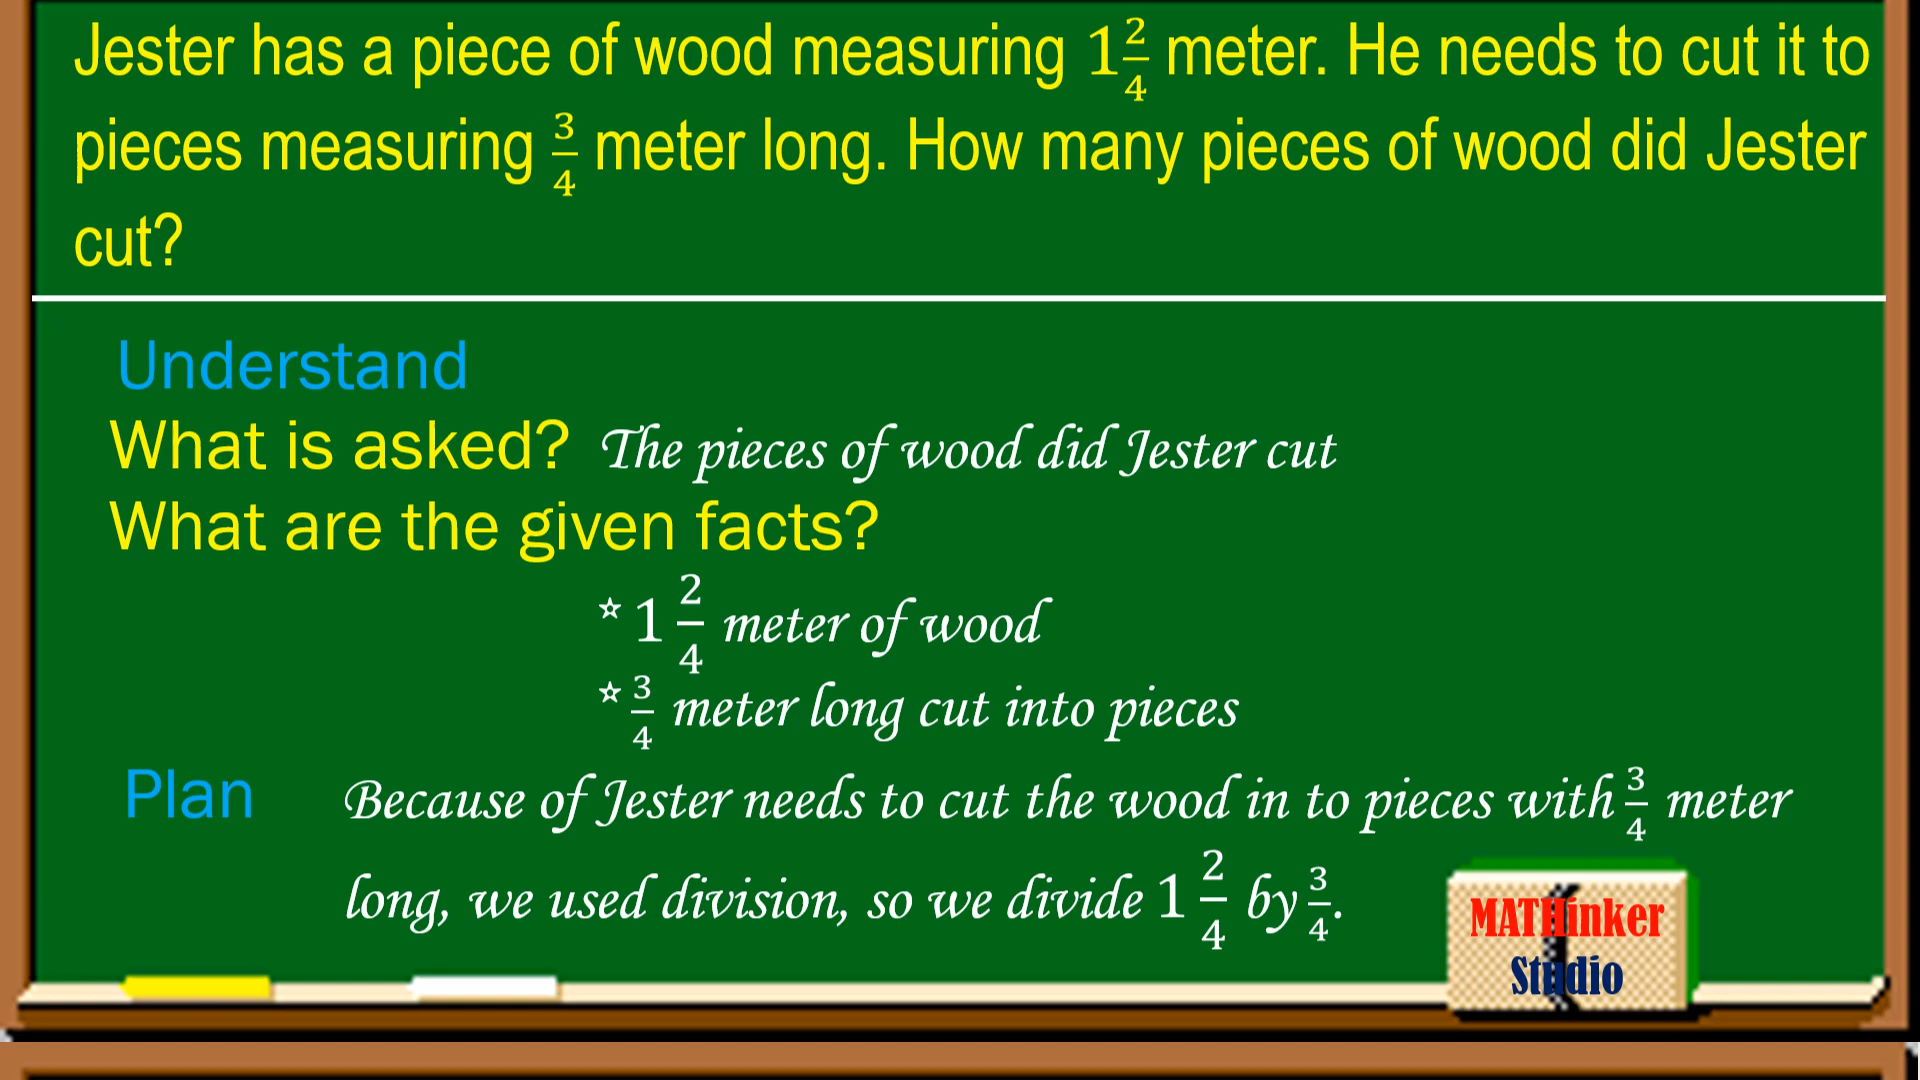 Jester has a piece of wood measuring 1 2/4 meter. He needs to cut it to
pieces measuring 3/4 meter long. How many pieces of wood did Jester
cut?
Understand
What is asked? The pieces of wood did Jester cut
What are the given facts?
☆ 1 2/4 meter of wood
☆ 3/4 meter long cut into pieces
Plan Because of Jester needs to cut the wood in to pieces with 3/4 meter
long, we used division, so we divide 1 2/4 by 3/4.
MATHinker
Studio